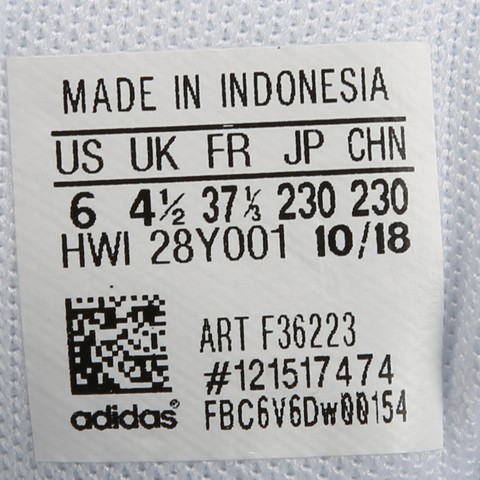 MADE IN INDONESIA
US UK FR JP CHN
6 4½ 37⅓ 230 230
HWI 28Y001 10/18
ART F36223
#121517474
adidas® FBC6V6Dw00154